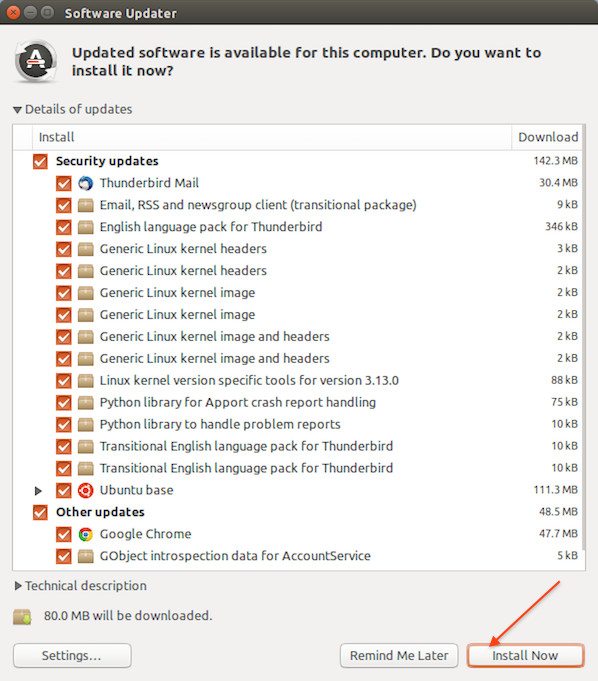 Software Updater
Updated software is available for this computer. Do you want to
install it now?
Details of updates
Install Download
Security updates 142.3 MB
Thunderbird Mail 30.4 MB
Email, RSS and newsgroup client (transitional package) 9 kB
English language pack for Thunderbird 346 kB
Generic Linux kernel headers 3 kB
Generic Linux kernel headers 2 kB
Generic Linux kernel image 2 kB
Generic Linux kernel image 2 kB
Generic Linux kernel image and headers 2 kB
Generic Linux kernel image and headers 2 kB
Linux kernel version specific tools for version 3.13.0 88 kB
Python library for Apport crash report handling 75 kB
Python library to handle problem reports 10 kB
Transitional English language pack for Thunderbird 10 kB
Transitional English language pack for Thunderbird 10 kB
Ubuntu base 111.3 MB
Other updates 48.5 MB
Google Chrome 47.7 MB
GObject introspection data for AccountService 5 kB
Technical description
80.0 MB will be downloaded.
Settings... Remind Me Later Install Now